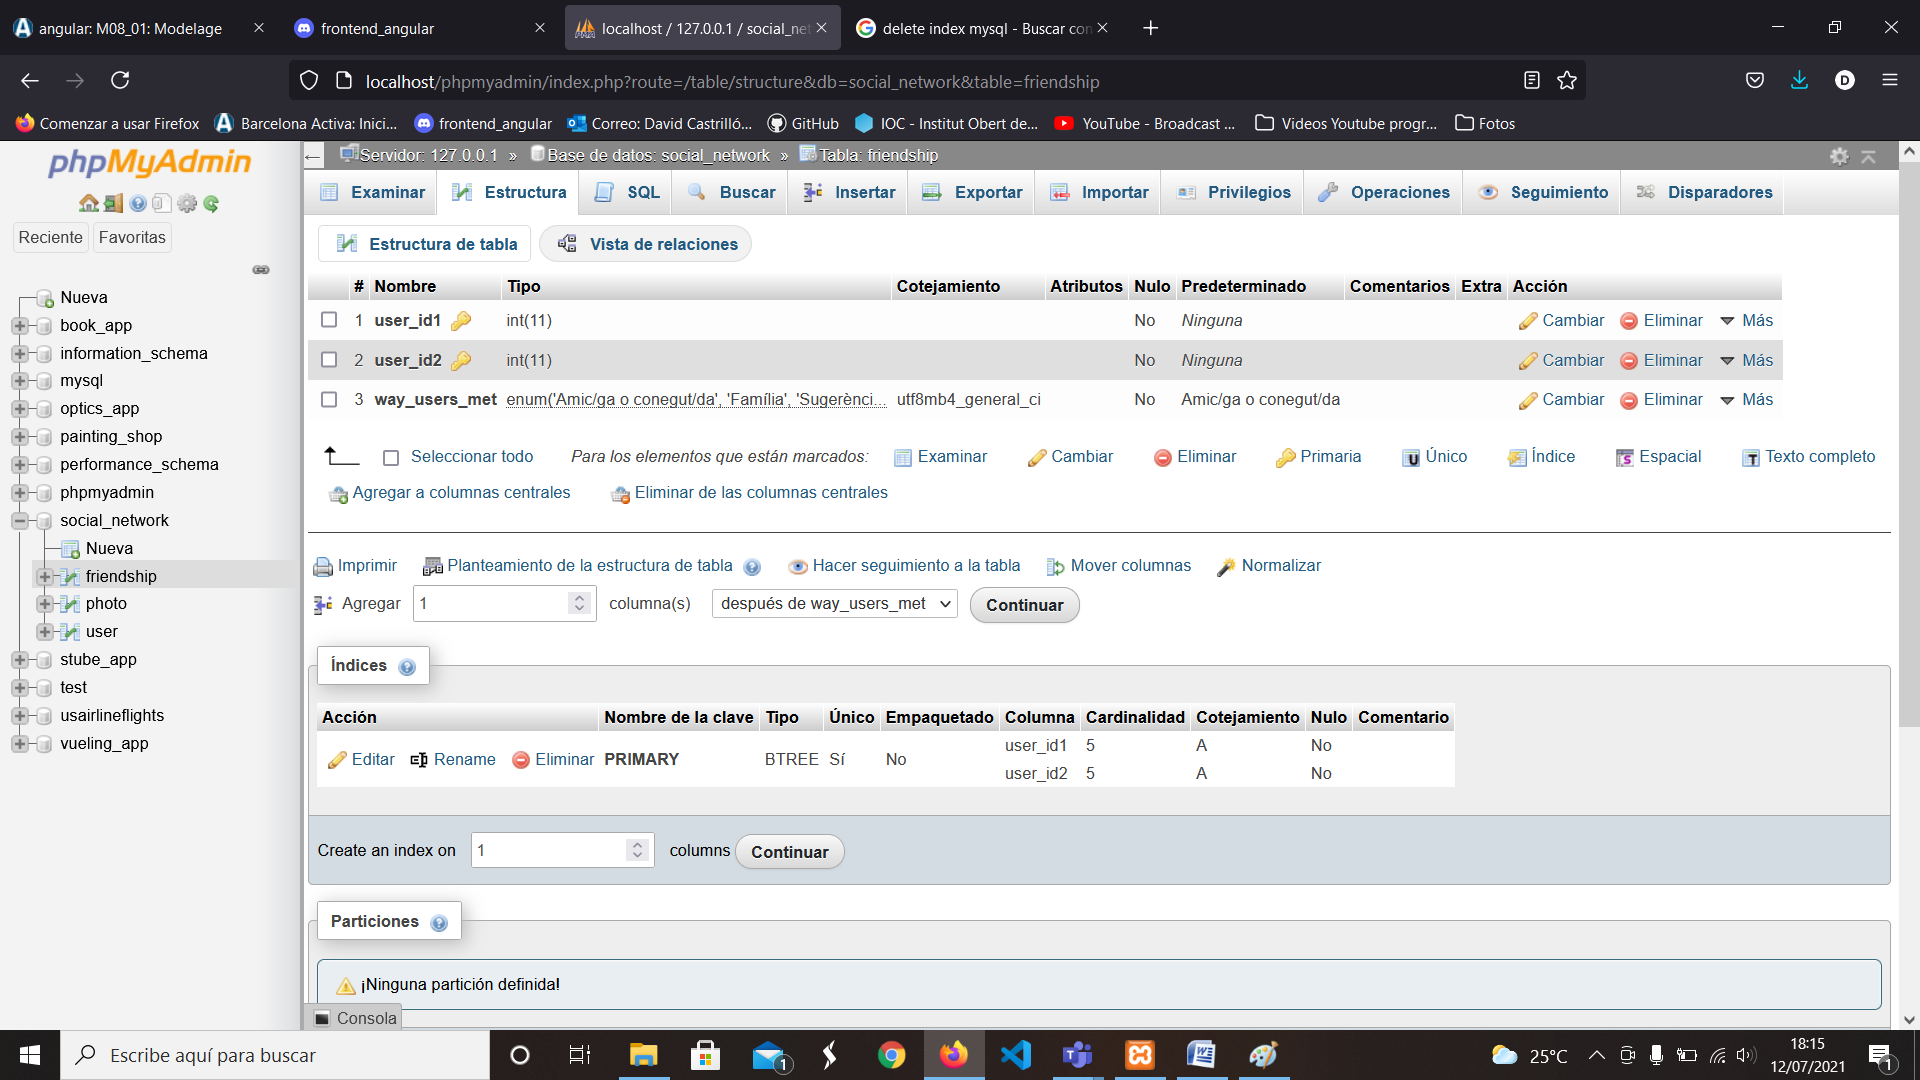 angular: M08_01: Modelage
frontend_angular
localhost / 127.0.0.1 / social_net
delete index mysql - Buscar con
localhost/phpmyadmin/index.php?route=/table/structure&db=social_network&table=friendship
Comenzar a usar Firefox
Barcelona Activa: Inici...
frontend_angular
Correo: David Castrilló...
GitHub
IOC - Institut Obert de...
YouTube - Broadcast ...
Videos Youtube progr...
Fotos
phpMyAdmin
Reciente
Favoritas
Nueva
book_app
information_schema
mysql
optics_app
painting_shop
performance_schema
phpmyadmin
social_network
Nueva
friendship
photo
user
stube_app
test
usairlineflights
vueling_app
Servidor: 127.0.0.1 » Base de datos: social_network » Tabla: friendship
Examinar Estructura SQL Buscar Insertar Exportar Importar Privilegios Operaciones Seguimiento Disparadores
Estructura de tabla Vista de relaciones
# Nombre Tipo Cotejamiento Atributos Nulo Predeterminado Comentarios Extra Acción
1 user_id1 int(11) No Ninguna Cambiar Eliminar Más
2 user_id2 int(11) No Ninguna Cambiar Eliminar Más
3 way_users_met enum('Amic/ga o conegut/da', 'Família', 'Sugerènci... utf8mb4_general_ci No Amic/ga o conegut/da Cambiar Eliminar Más
Seleccionar todo Para los elementos que están marcados: Examinar Cambiar Eliminar Primaria Único Índice Espacial Texto completo
Agregar a columnas centrales Eliminar de las columnas centrales
Imprimir Planteamiento de la estructura de tabla Hacer seguimiento a la tabla Mover columnas Normalizar
Agregar 1 columna(s) después de way_users_met Continuar
Índices
Acción Nombre de la clave Tipo Único Empaquetado Columna Cardinalidad Cotejamiento Nulo Comentario
Editar Rename Eliminar PRIMARY BTREE Sí No
user_id1 5 A No
user_id2 5 A No
Create an index on 1 columns Continuar
Particiones
¡Ninguna partición definida!
Consola
Escribe aquí para buscar
1
25°C
18:15
12/07/2021
1